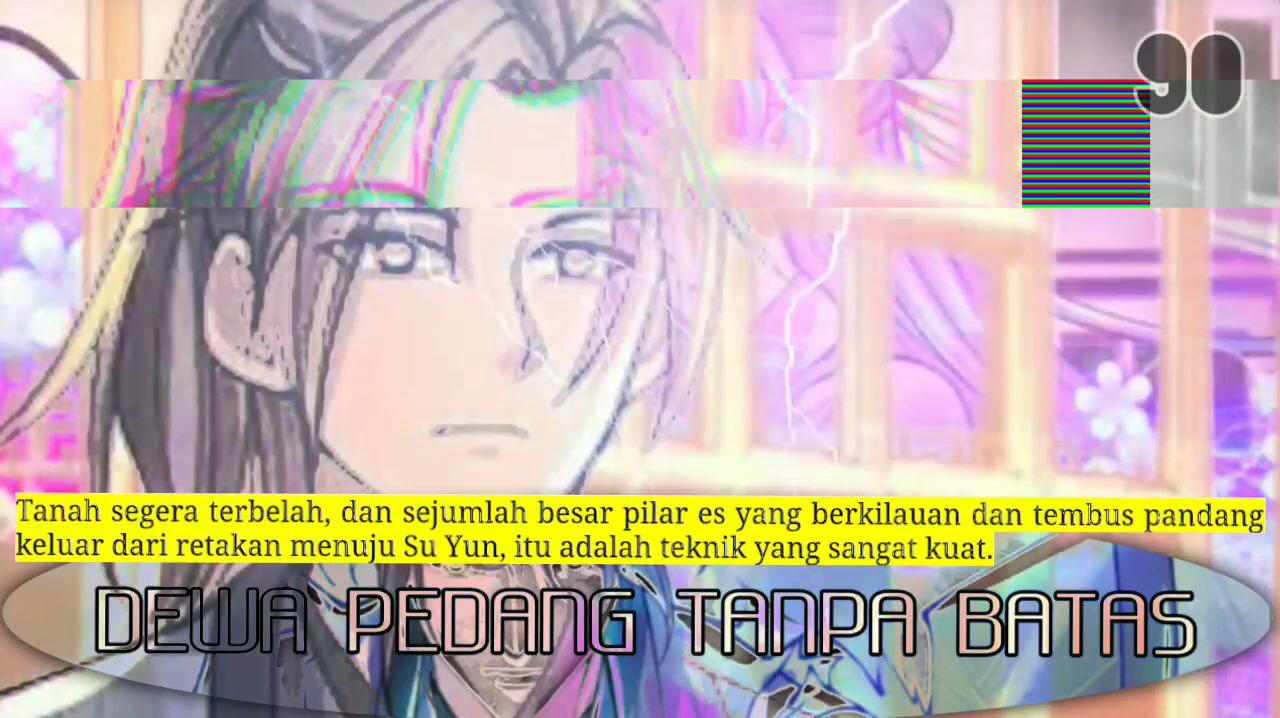 90
Tanah segera terbelah, dan sejumlah besar pilar es yang berkilauan dan tembus pandang
keluar dari retakan menuju Su Yun, itu adalah teknik yang sangat kuat.
DEWA PEDANG TANPA BATAS